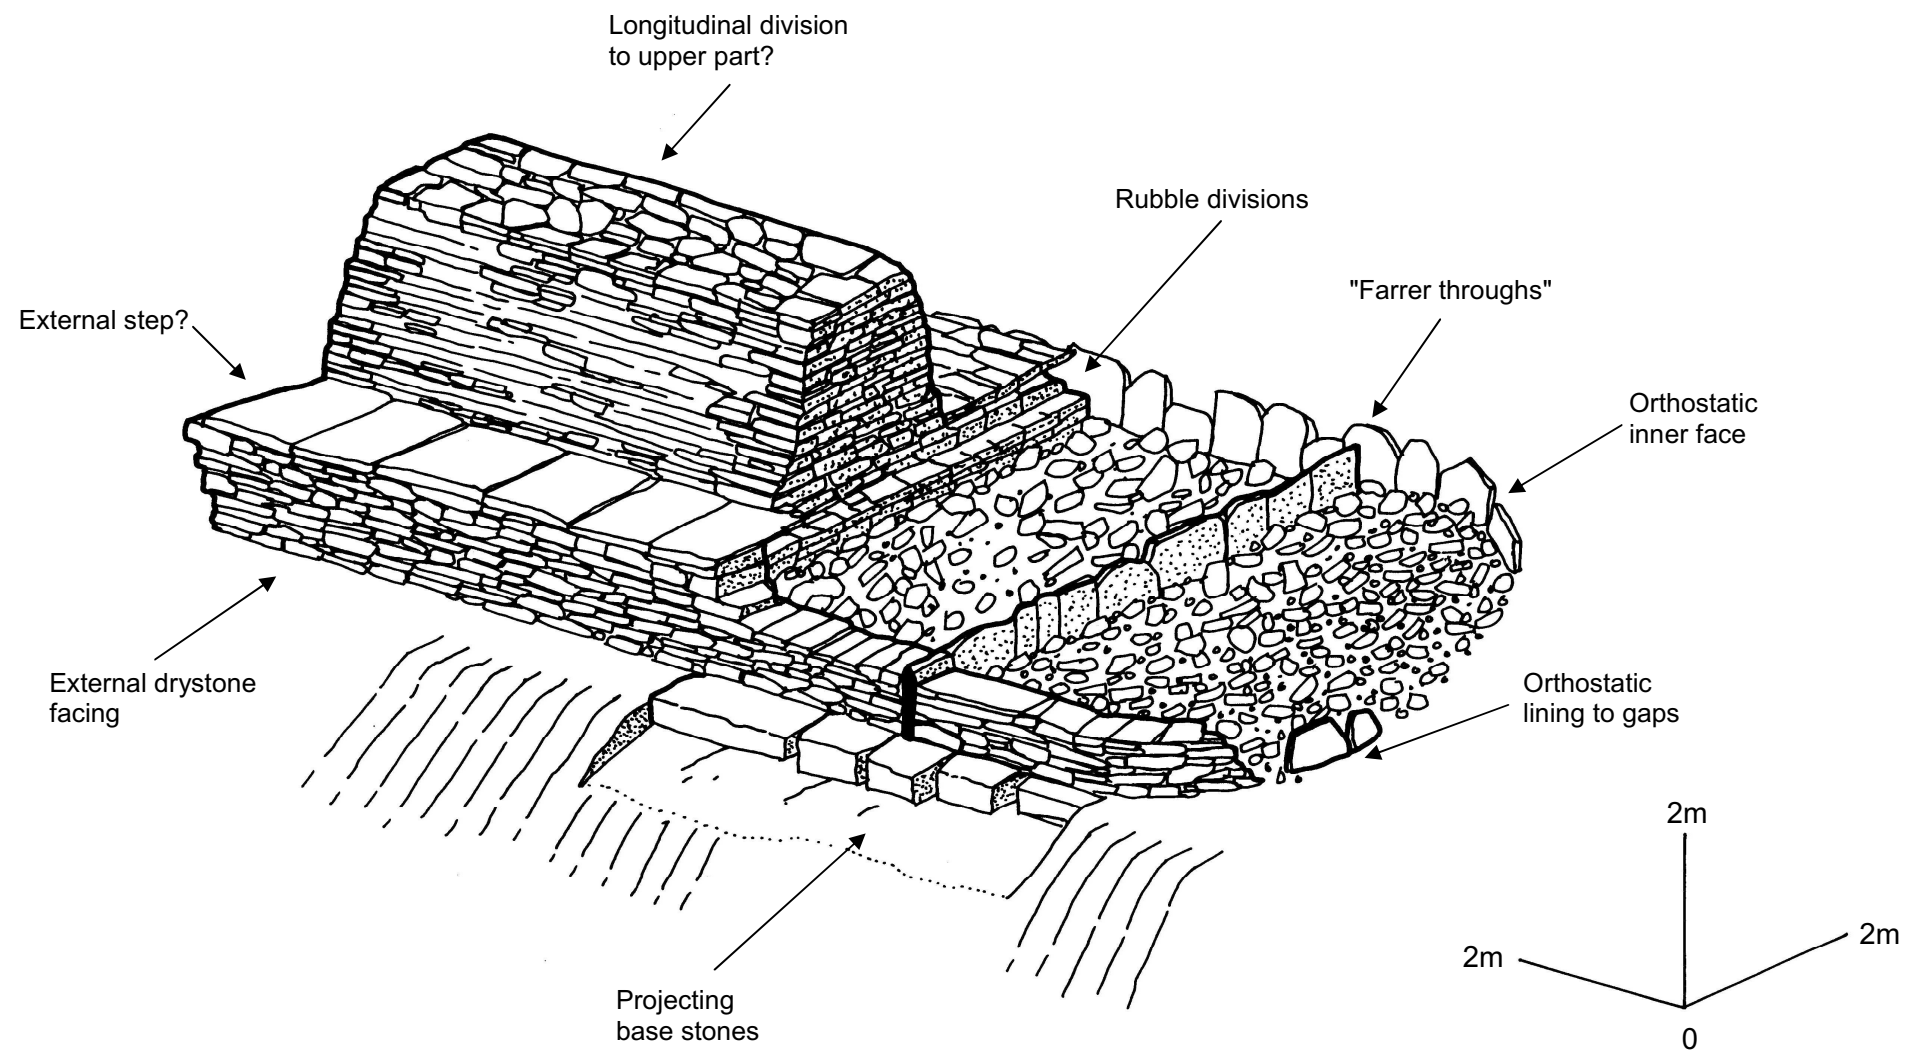 Longitudinal division
to upper part?
Rubble divisions
"Farrer throughs"
External step?
Orthostatic
inner face
External drystone
facing
Orthostatic
lining to gaps
2m
2m
2m
0
Projecting
base stones